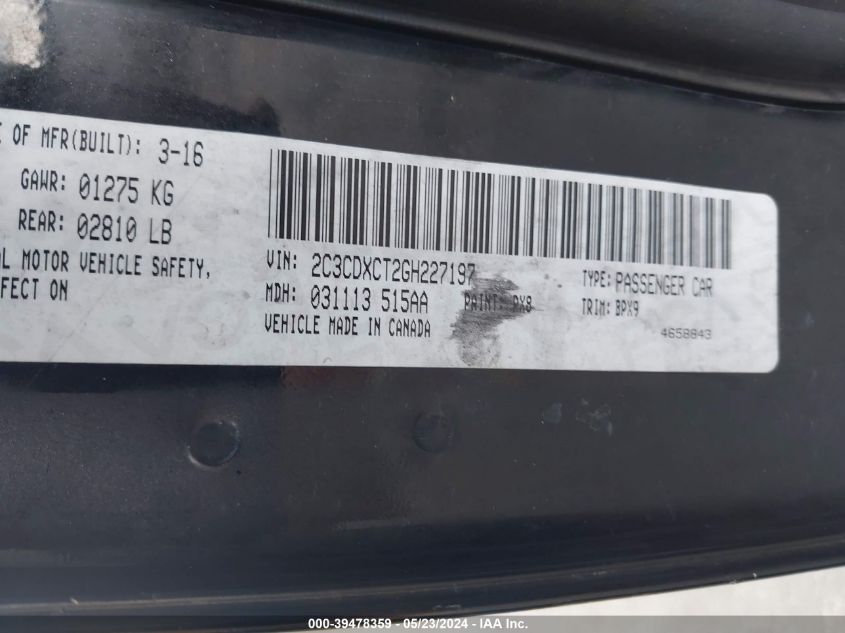 E OF MFR(BUILT): 3-16
GAWR: 01275 KG
REAR: 02810 LB
L MOTOR VEHICLE SAFETY,
FECT ON
VIN: 2C3CDXCT2GH227197
TYPE: PASSENGER CAR
MDH: 031113 515AA
PAINT: PX8
TRIM: BPX9
VEHICLE MADE IN CANADA
4658843
000-39478359 - 05/23/2024 - IAA Inc.